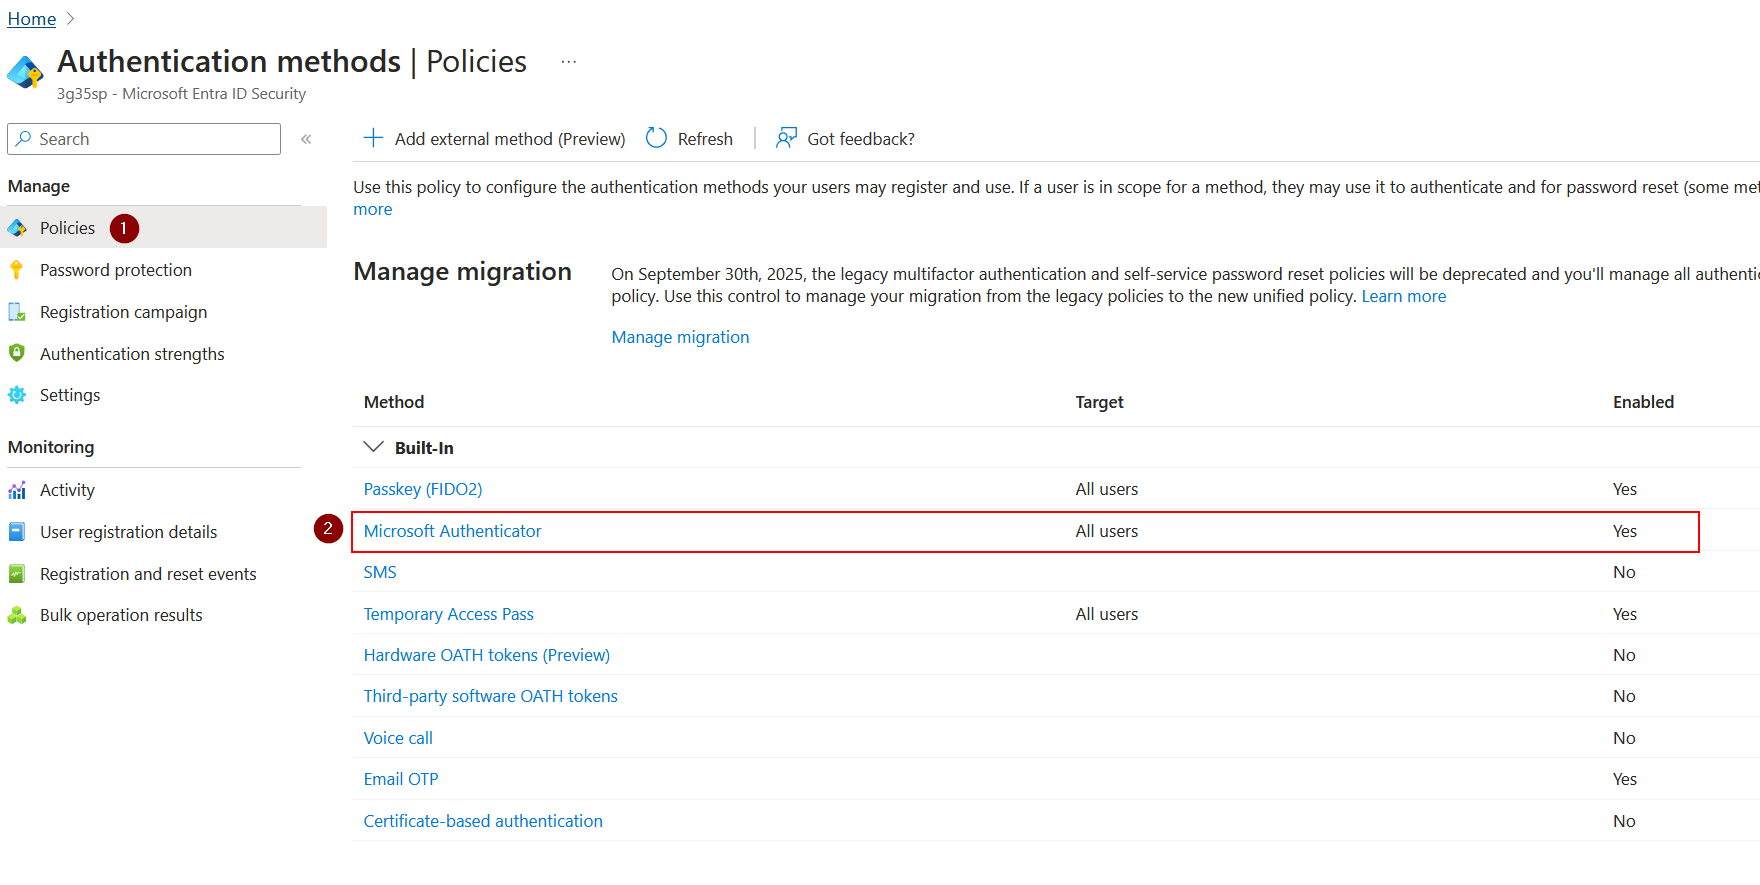 Home
Authentication methods | Policies ...
3g35sp - Microsoft Entra ID Security
Search
Manage
Policies 1
Password protection
Registration campaign
Authentication strengths
Settings
Monitoring
Activity
User registration details
Registration and reset events
Bulk operation results
Add external method (Preview) Refresh Got feedback?
Use this policy to configure the authentication methods your users may register and use. If a user is in scope for a method, they may use it to authenticate and for password reset (some met
more
Manage migration
On September 30th, 2025, the legacy multifactor authentication and self-service password reset policies will be deprecated and you'll manage all authentic
policy. Use this control to manage your migration from the legacy policies to the new unified policy. Learn more
Manage migration
Method Target Enabled
Built-In
Passkey (FIDO2) All users Yes
2 Microsoft Authenticator All users Yes
SMS No
Temporary Access Pass All users Yes
Hardware OATH tokens (Preview) No
Third-party software OATH tokens No
Voice call No
Email OTP Yes
Certificate-based authentication No